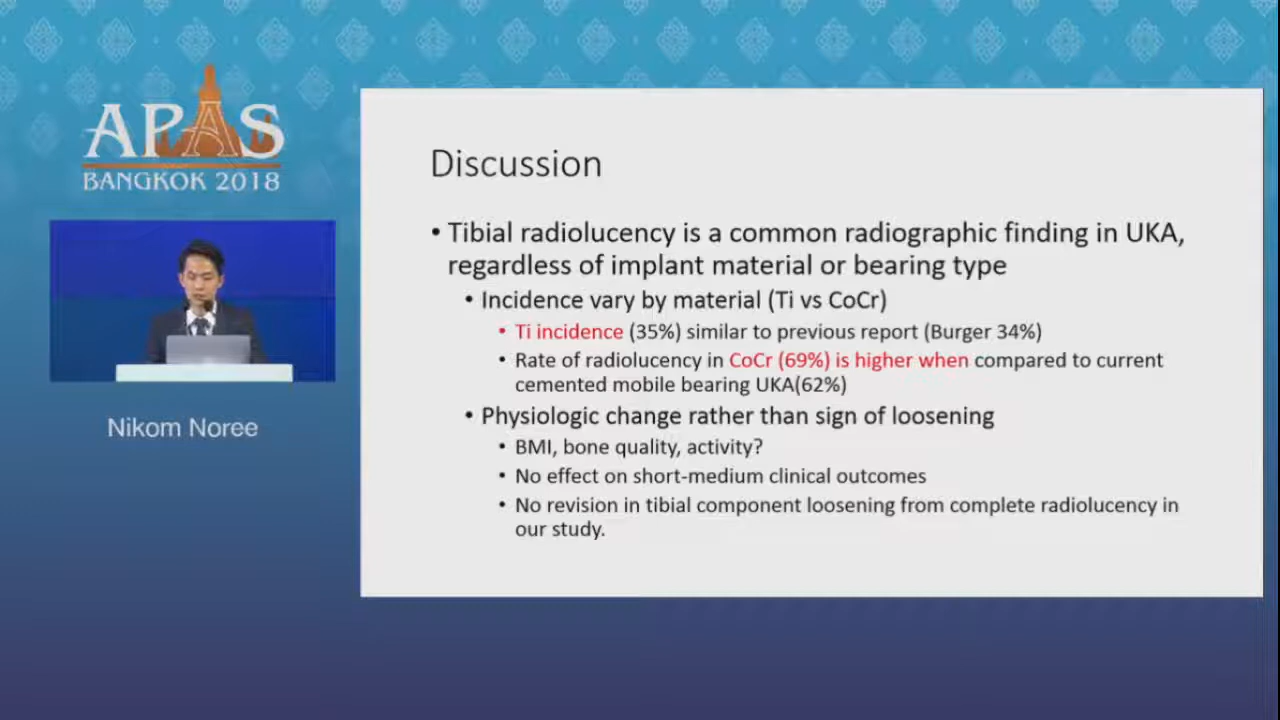 APAS
BANGKOK 2018
Nikom Noree
Discussion
• Tibial radiolucency is a common radiographic finding in UKA,
regardless of implant material or bearing type
• Incidence vary by material (Ti vs CoCr)
• Ti incidence (35%) similar to previous report (Burger 34%)
• Rate of radiolucency in CoCr (69%) is higher when compared to current
cemented mobile bearing UKA(62%)
• Physiologic change rather than sign of loosening
• BMI, bone quality, activity?
• No effect on short-medium clinical outcomes
• No revision in tibial component loosening from complete radiolucency in
our study.